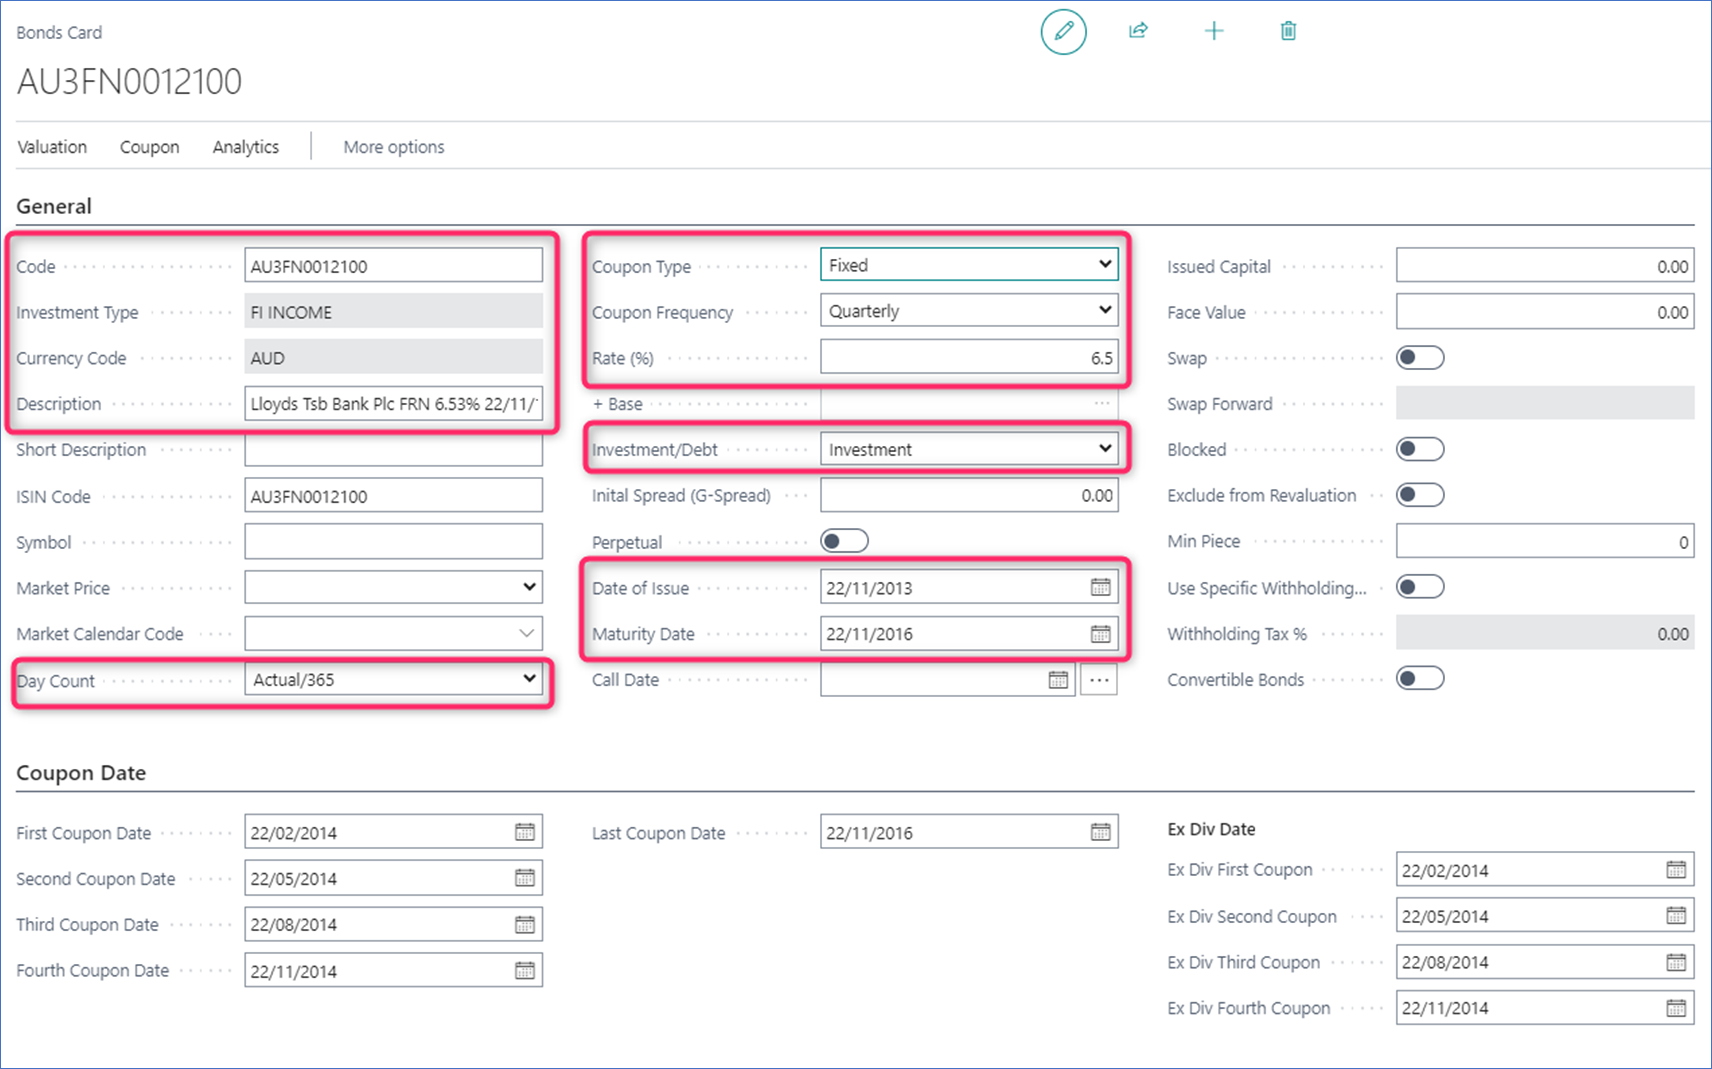 Bonds Card
AU3FN0012100
Valuation Coupon Analytics More options
General
Code AU3FN0012100
Investment Type FI INCOME
Currency Code AUD
Description Lloyds Tsb Bank Plc FRN 6.53% 22/11/
Short Description
ISIN Code AU3FN0012100
Symbol
Market Price
Market Calendar Code
Day Count Actual/365
Coupon Type Fixed
Coupon Frequency Quarterly
Rate (%) 6.5
+ Base ...
Investment/Debt Investment
Inital Spread (G-Spread) 0.00
Perpetual
Date of Issue 22/11/2013
Maturity Date 22/11/2016
Call Date ...
Issued Capital 0.00
Face Value 0.00
Swap
Swap Forward
Blocked
Exclude from Revaluation
Min Piece 0
Use Specific Withholding...
Withholding Tax % 0.00
Convertible Bonds
Coupon Date
First Coupon Date 22/02/2014
Second Coupon Date 22/05/2014
Third Coupon Date 22/08/2014
Fourth Coupon Date 22/11/2014
Last Coupon Date 22/11/2016
Ex Div Date
Ex Div First Coupon 22/02/2014
Ex Div Second Coupon 22/05/2014
Ex Div Third Coupon 22/08/2014
Ex Div Fourth Coupon 22/11/2014